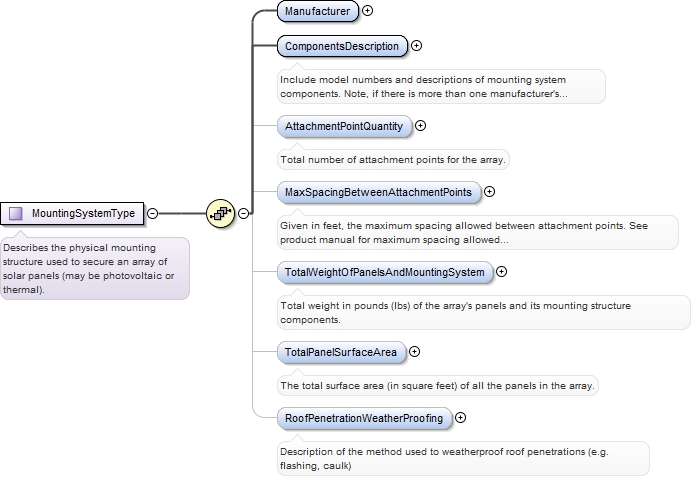 Manufacturer
ComponentsDescription
Include model numbers and descriptions of mounting system
components. Note, if there is more than one manufacturer's...
AttachmentPointQuantity
Total number of attachment points for the array.
MaxSpacingBetweenAttachmentPoints
MountingSystemType
Given in feet, the maximum spacing allowed between attachment points. See
product manual for maximum spacing allowed...
Describes the physical mounting
structure used to secure an array of
solar panels (may be photovoltaic or
thermal).
TotalWeightOfPanelsAndMountingSystem
Total weight in pounds (lbs) of the array's panels and its mounting structure
components.
TotalPanelSurfaceArea
The total surface area (in square feet) of all the panels in the array.
RoofPenetrationWeatherProofing
Description of the method used to weatherproof roof penetrations (e.g.
flashing, caulk)